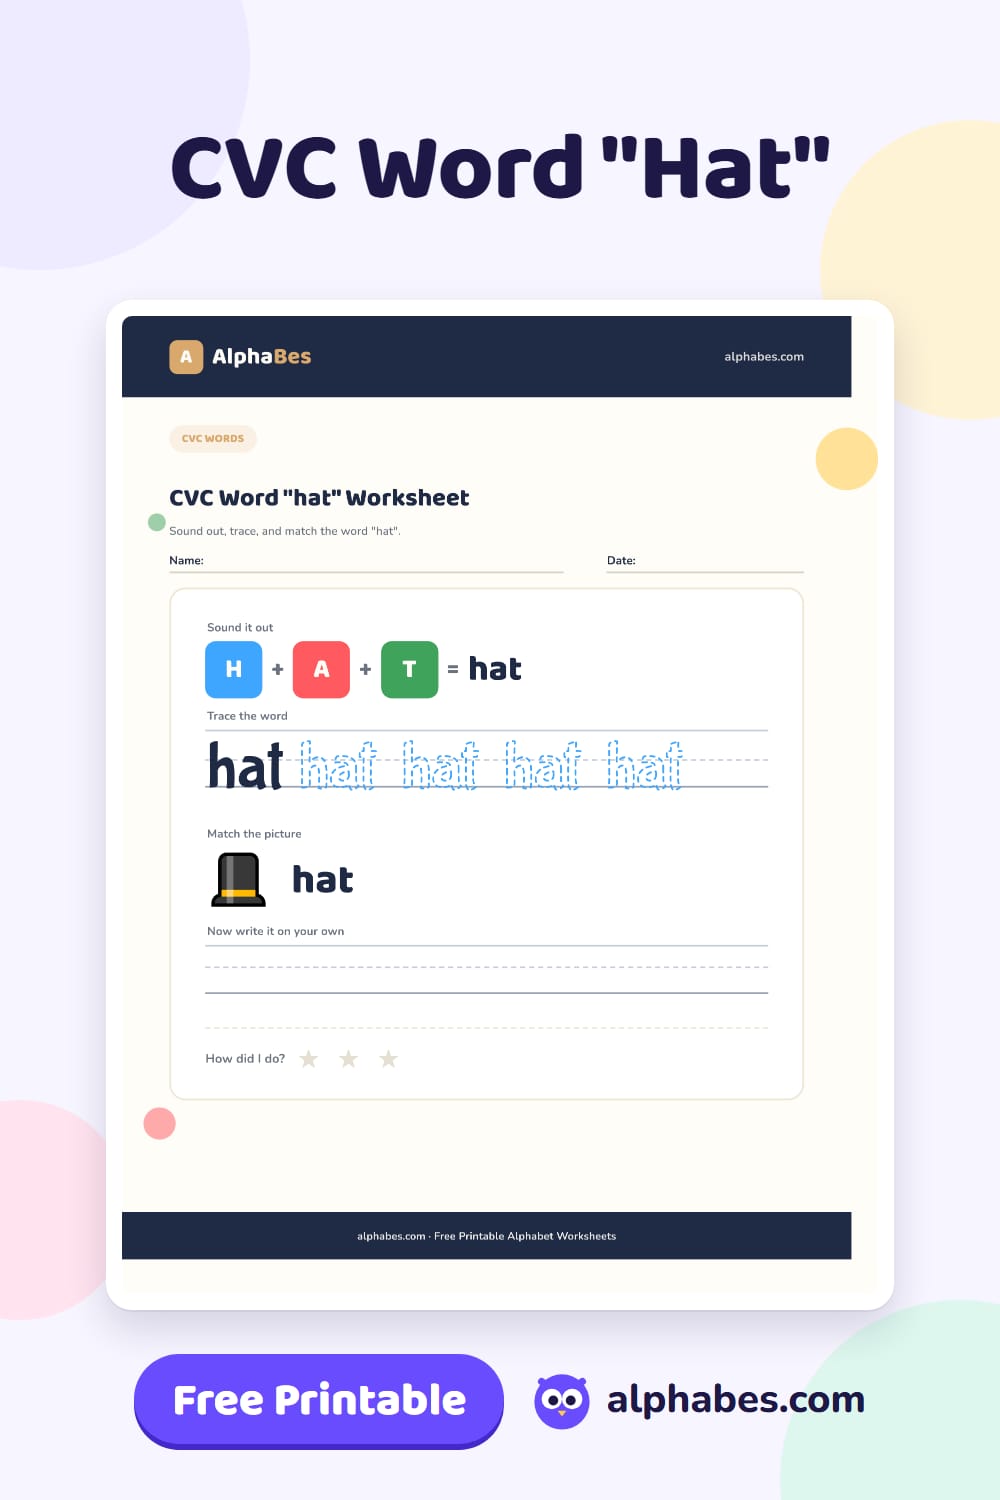 CVC Word "Hat"
A AlphaBes
alphabes.com
CVC WORDS
CVC Word "hat" Worksheet
Sound out, trace, and match the word "hat".
Name: Date:
Sound it out
H + A + T = hat
Trace the word
hat hat hat hat hat
Match the picture
hat
Now write it on your own
How did I do?
alphabes.com · Free Printable Alphabet Worksheets
Free Printable
alphabes.com